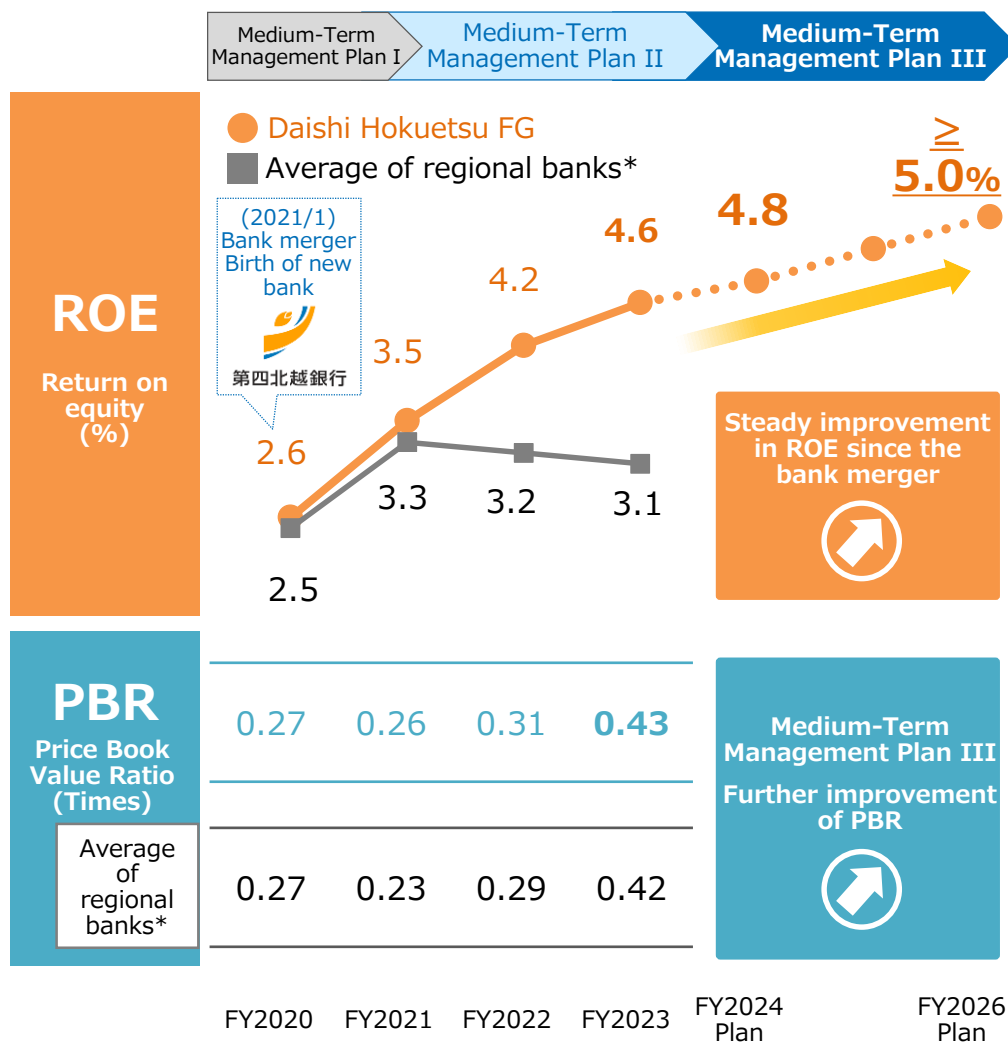 Medium-Term
Management Plan I
Medium-Term
Management Plan II
Medium-Term
Management Plan III
ROE
Return on
equity
(%)
Daishi Hokuetsu FG
Average of regional banks*
(2021/1)
Bank merger
Birth of new
bank
第四北越銀行
2.6
3.5
4.2
4.6
4.8
≥
5.0%
2.5
3.3
3.2
3.1
Steady improvement
in ROE since the
bank merger
PBR
Price Book
Value Ratio
(Times)
0.27
0.26
0.31
0.43
Average
of
regional
banks*
0.27
0.23
0.29
0.42
Medium-Term
Management Plan III
Further improvement
of PBR
FY2020
FY2021
FY2022
FY2023
FY2024
Plan
FY2026
Plan